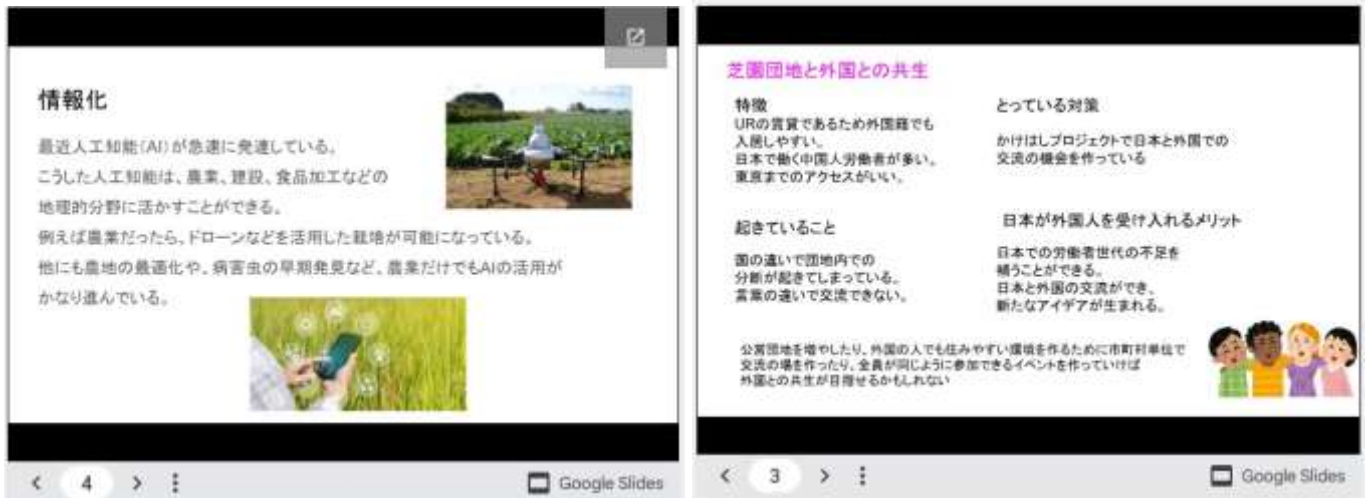 情報化
最近人工知能(AI)が急速に発達している。
こうした人工知能は、農業、建設、食品加工などの
地理的分野に活かすことができる。
例えば農業だったら、ドローンなどを活用した栽培が可能になっている。
他にも農地の最適化や、病害虫の早期発見など、農業だけでもAIの活用が
かなり進んでいる。
4
Google Slides
芝園団地と外国との共生
特徴
URの賃貸であるため外国籍でも
入居しやすい。
日本で働く中国人労働者が多い。
東京までのアクセスがいい。
とっている対策
かけはしプロジェクトで日本と外国での
交流の機会を作っている
起きていること
国の違いで団地内での
分断が起きてしまっている。
言葉の違いで交流できない。
日本が外国人を受け入れるメリット
日本での労働者世代の不足を
補うことができる。
日本と外国の交流ができ、
新たなアイデアが生まれる。
公営団地を増やしたり、外国の人でも住みやすい環境を作るために市町村単位で
交流の場を作ったり、全員が同じように参加できるイベントを作っていけば
外国との共生が目指せるかもしれない
3
Google Slides